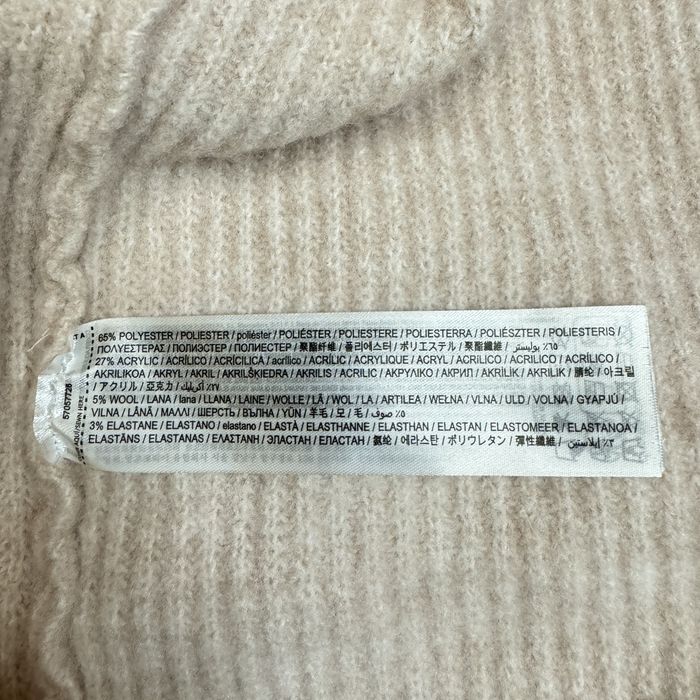 65% POLYESTER / POLIESTER / poliéster / POLIÉSTER / POLIESTERE / POLIESTERRA / POLIÉSZTER / POLIESTERIS /
ΠΟΛΥΕΣΤΕΡΑΣ / ПОЛИЭСТЕР / ПОЛИЕСТЕР / 聚酯纤维 / 폴리에스터 / ポリエステル / 聚酯纖維 / ٦٥٪ بوليستر
27% ACRYLIC / ACRÍLICO / ACRÍCILICA / acrílico / ACRÍLIC / ACRYLIQUE / ACRYL / ACRILICO / ACRÍLICO / ACRÍLICO /
AKRILIKOA / AKRYL / AKRIL / AKRILŠĶIEDRA / AKRILIS / ACRILIC / ΑΚΡΥΛΙΚΟ / АКРИЛ / AKRİLİK / AKRILIK / 腈纶 / 아크릴
/ アクリル / 亞克力 / ٢٧٪ أكريليك
5% WOOL / LANA / lana / LLANA / LAINE / WOLLE / LÃ / WOL / LA / ARTILEA / WEŁNA / VLNA / ULD / VOLNA / GYAPJÚ /
VILNA / LÂNĂ / ΜΑΛΛΙ / ШЕРСТЬ / ВЪЛНА / YÜN / 羊毛 / 모 / 毛 / ٥٪ صوف
3% ELASTANE / ELASTANO / elastano / ELASTÀ / ELASTHANNE / ELASTHAN / ELASTAN / ELASTOMEER / ELASTANOA /
ELASTĀNS / ELASTANAS / ΕΛΑΣΤΑΝΗ / ЭЛАСТАН / ЕЛАСТАН / 氨纶 / 에라스탄 / ポリウレタン / 彈性纖維 / ٣٪ إيلاستين
57057728